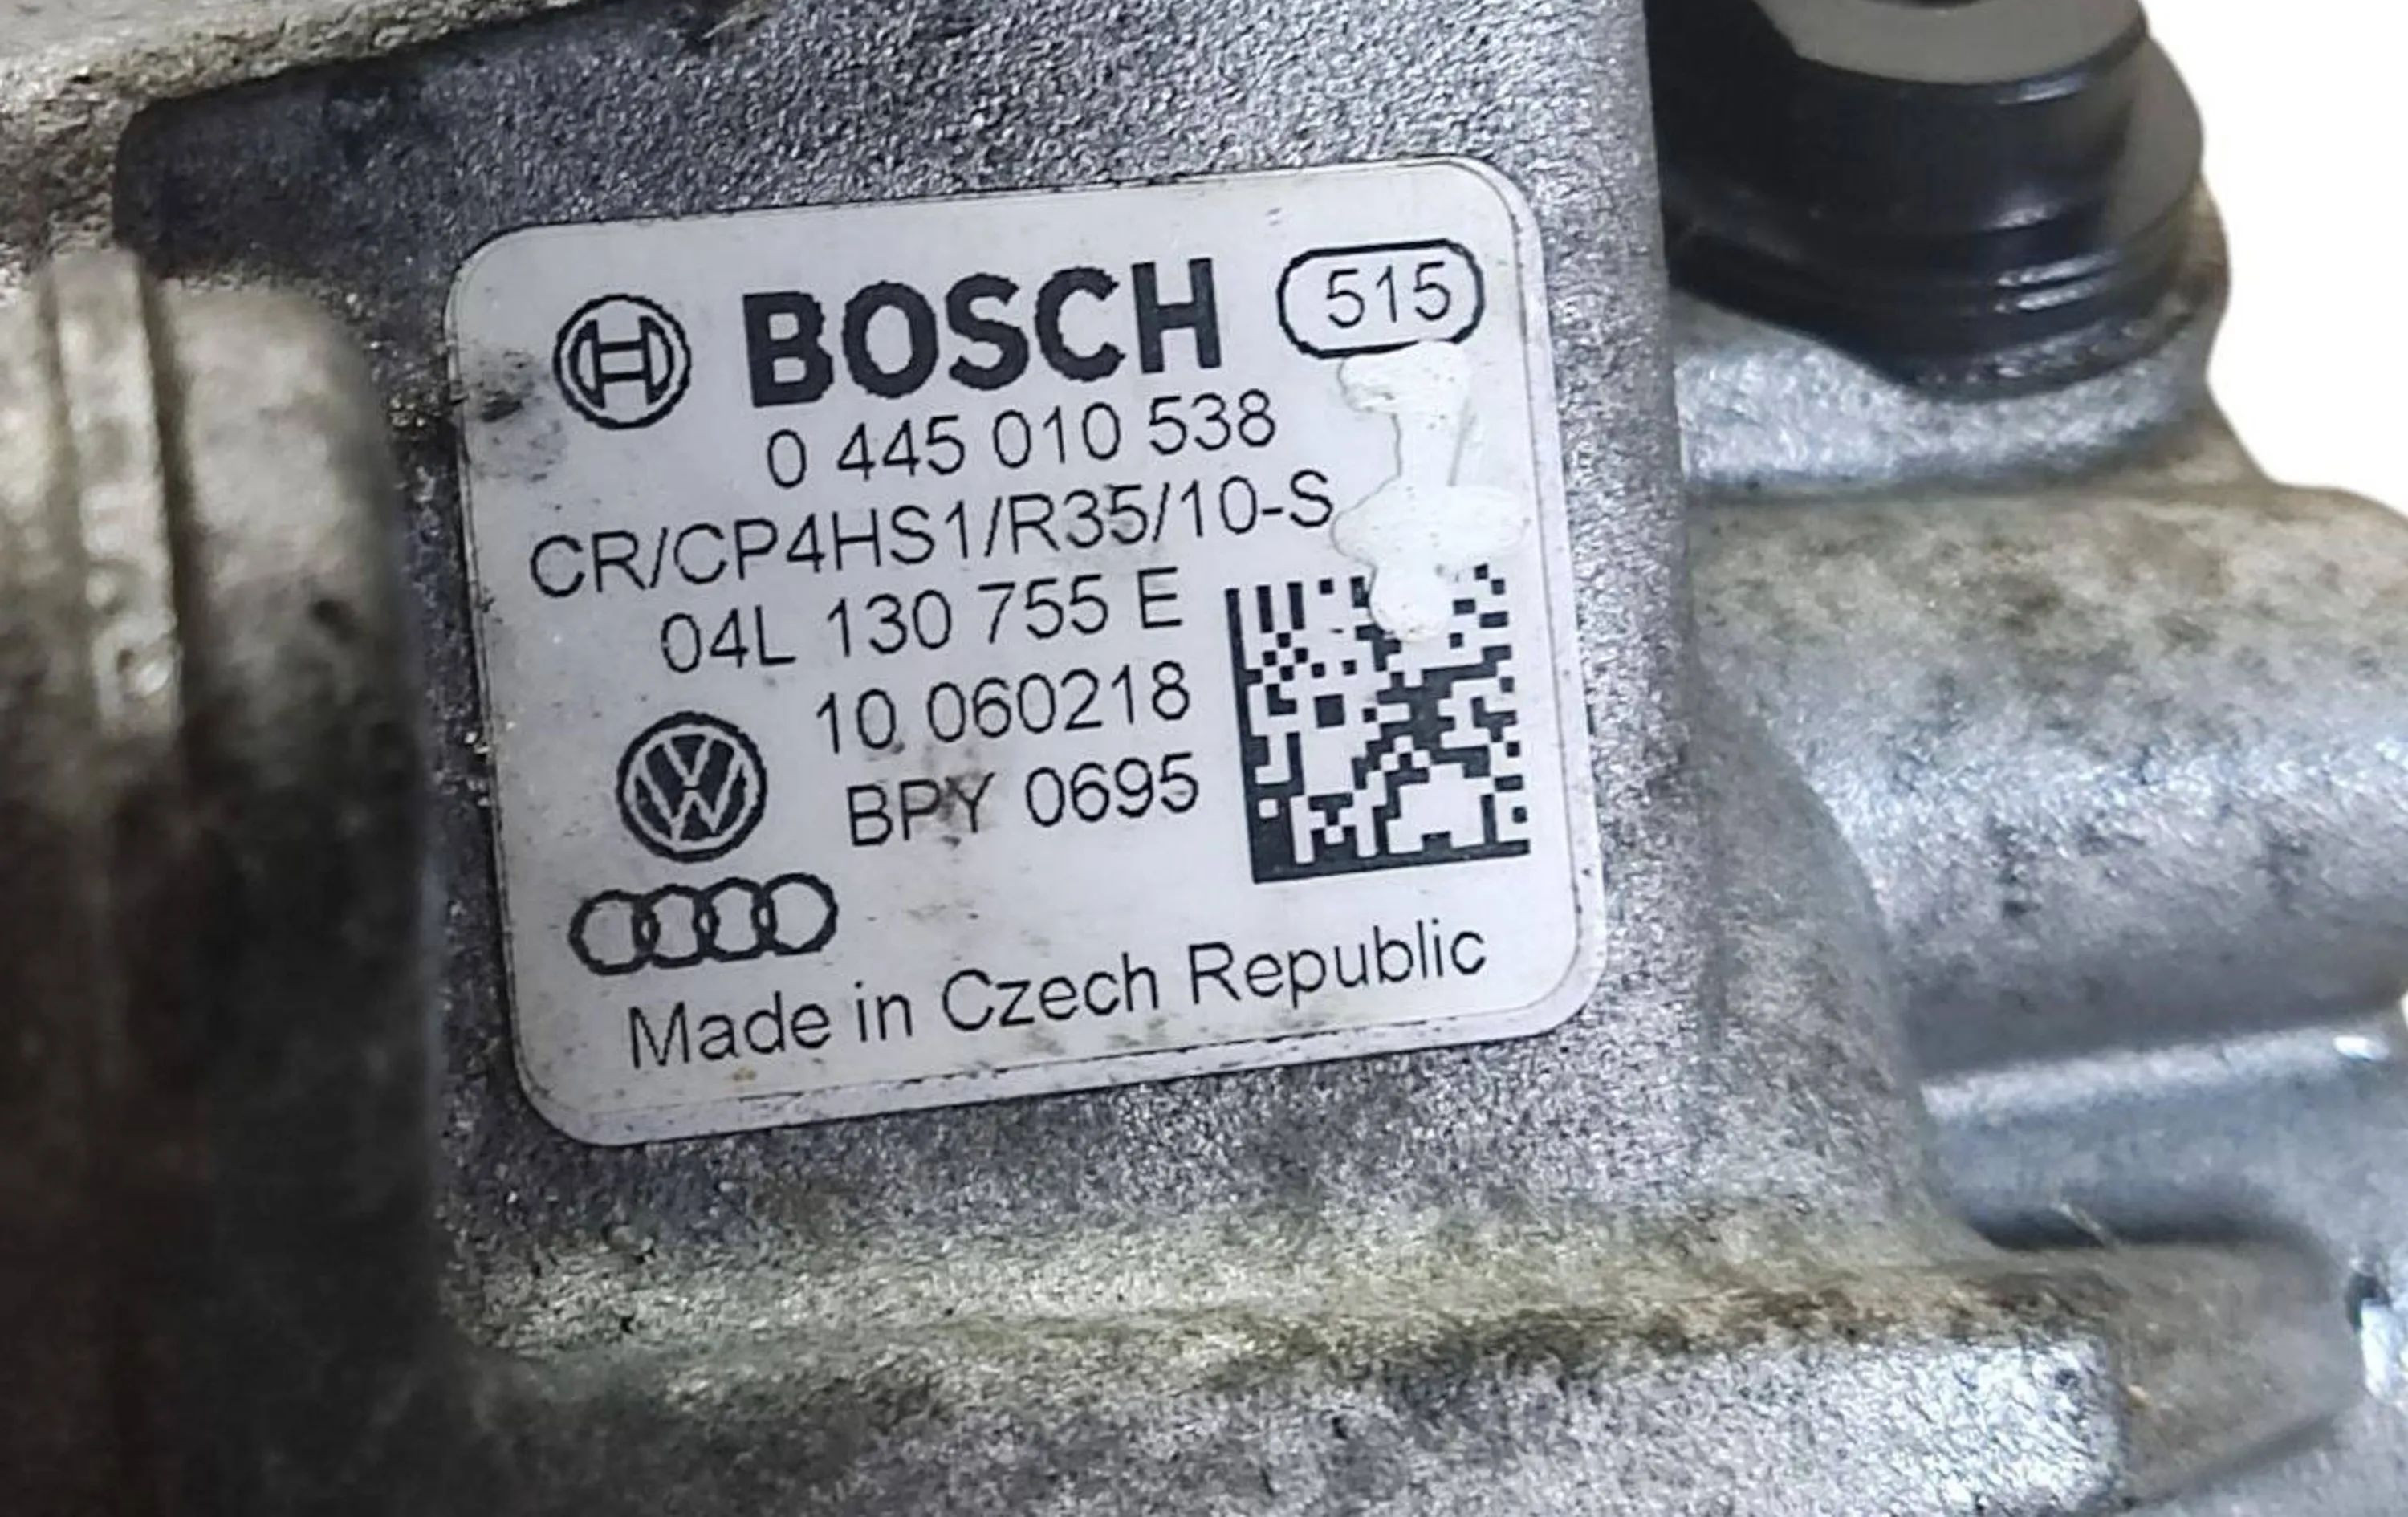 BOSCH 515
0 445 010 538
CR/CP4HS1/R35/10-S
04L 130 755 E
10 060218
BPY 0695
Made in Czech Republic